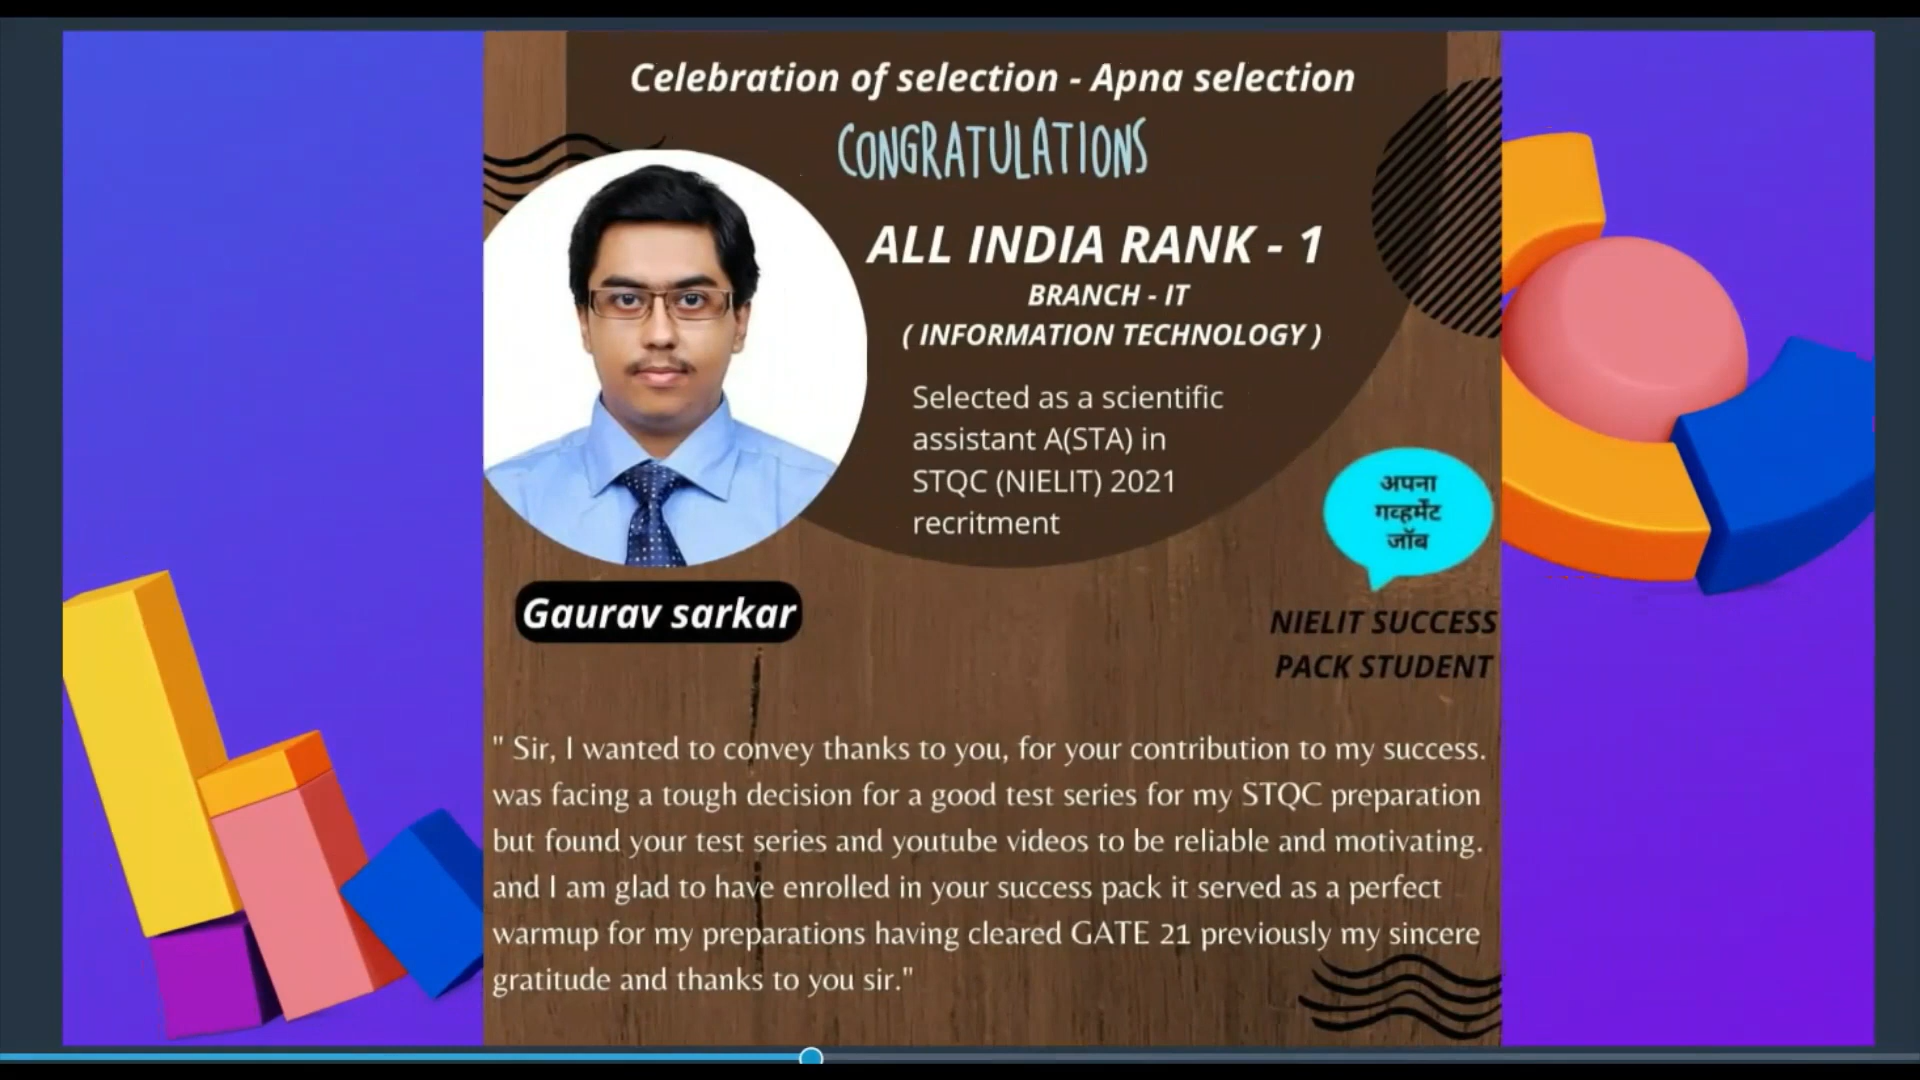 Celebration of selection - Apna selection
CONGRATULATIONS
ALL INDIA RANK - 1
BRANCH - IT
( INFORMATION TECHNOLOGY )
Selected as a scientific
assistant A(STA) in
STQC (NIELIT) 2021
recritment
अपना
गव्हर्मेंट
जॉब
Gaurav sarkar
NIELIT SUCCESS
PACK STUDENT
" Sir, I wanted to convey thanks to you, for your contribution to my success.
was facing a tough decision for a good test series for my STQC preparation
but found your test series and youtube videos to be reliable and motivating.
and I am glad to have enrolled in your success pack it served as a perfect
warmup for my preparations having cleared GATE 21 previously my sincere
gratitude and thanks to you sir."